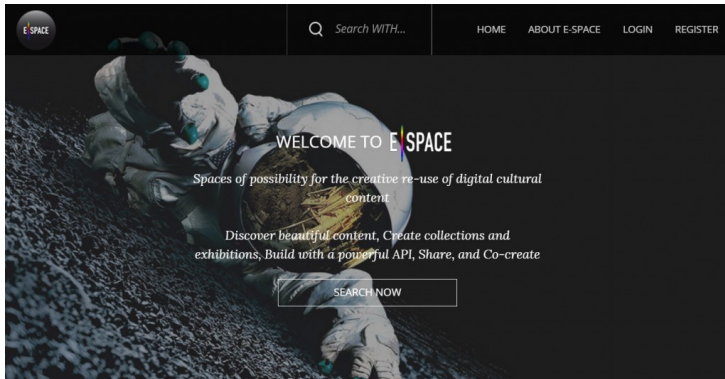 E SPACE
Search WITH...
HOME
ABOUT E-SPACE
LOGIN
REGISTER
WELCOME TO E SPACE
Spaces of possibility for the creative re-use of digital cultural
content
Discover beautiful content, Create collections and
exhibitions, Build with a powerful API, Share, and Co-create
SEARCH NOW